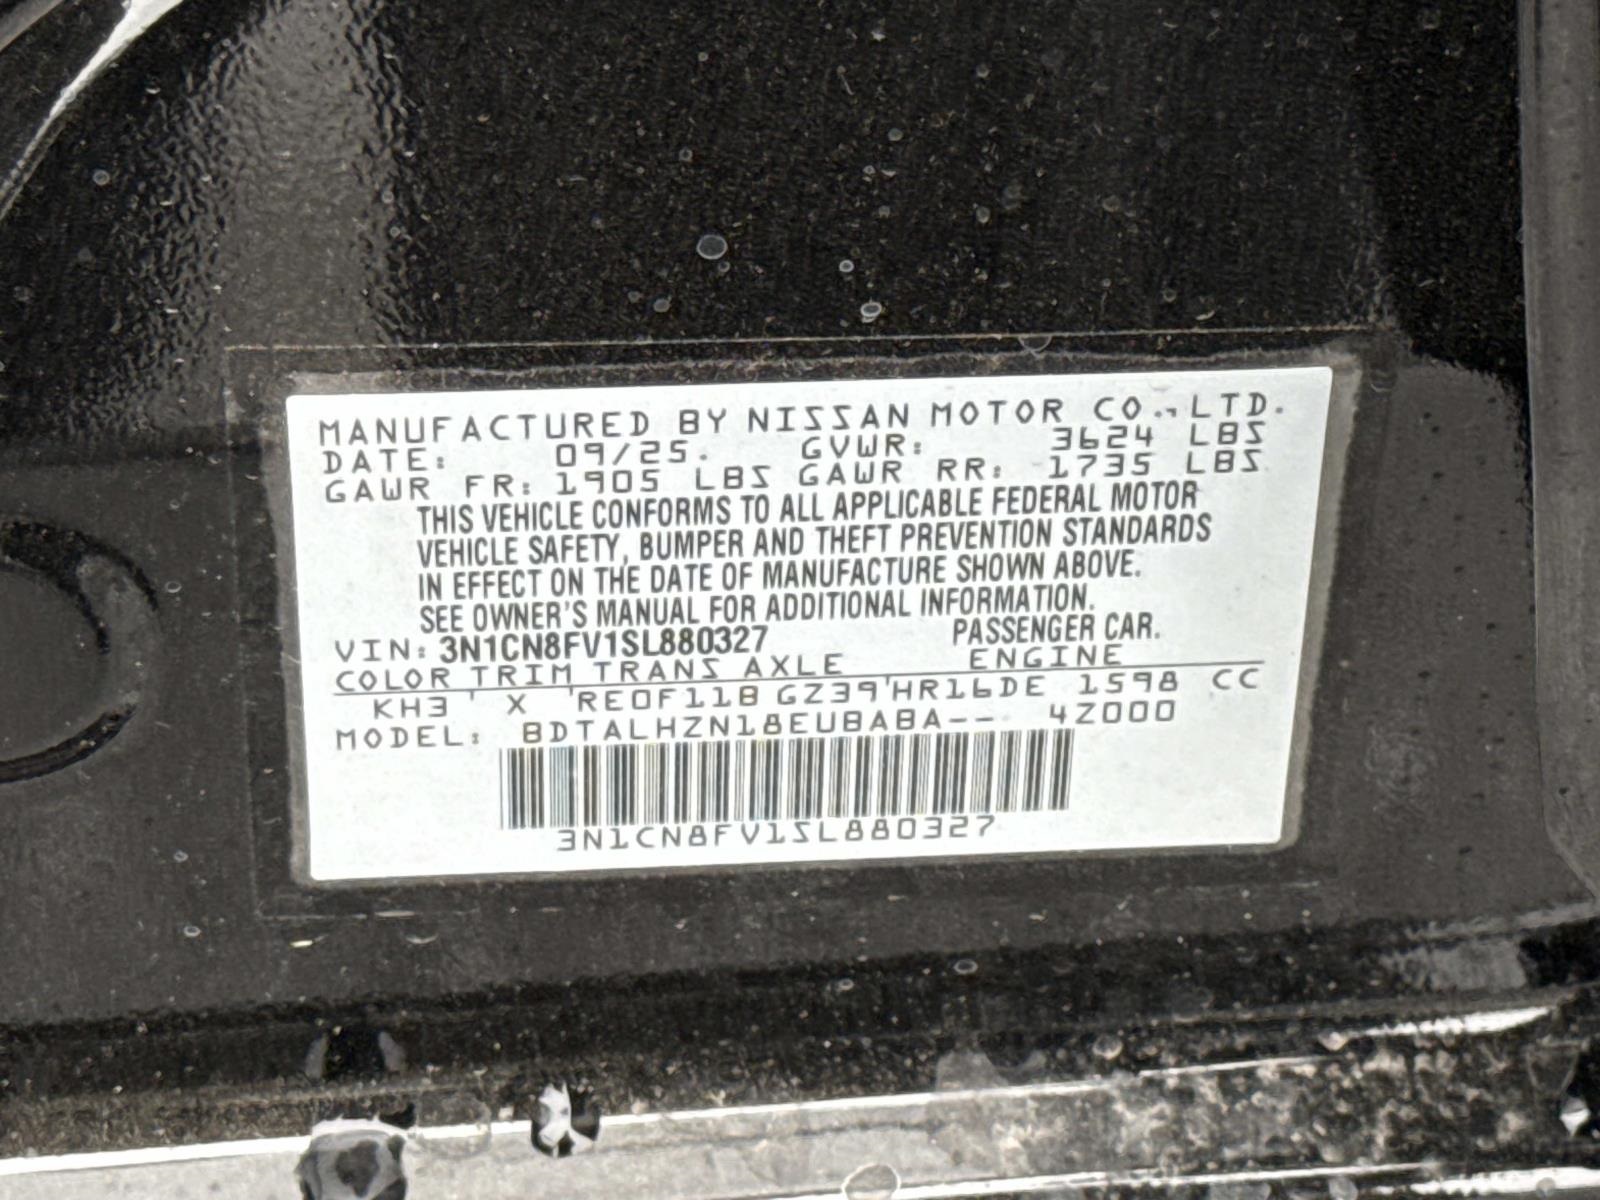 MANUFACTURED BY NISSAN MOTOR CO., LTD.
DATE: 09/25. GVWR: 3624 LBS
GAWR FR: 1905 LBS GAWR RR: 1735 LBS
THIS VEHICLE CONFORMS TO ALL APPLICABLE FEDERAL MOTOR
VEHICLE SAFETY, BUMPER AND THEFT PREVENTION STANDARDS
IN EFFECT ON THE DATE OF MANUFACTURE SHOWN ABOVE.
SEE OWNER'S MANUAL FOR ADDITIONAL INFORMATION.
VIN: 3N1CN8FV1SL880327 PASSENGER CAR.
COLOR TRIM TRANS AXLE ENGINE
KH3 ' X 'RE0F11B GZ39'HR16DE 1598 CC
MODEL: BDTALHZN18EUBABA-- 4Z000
3N1CN8FV1SL880327